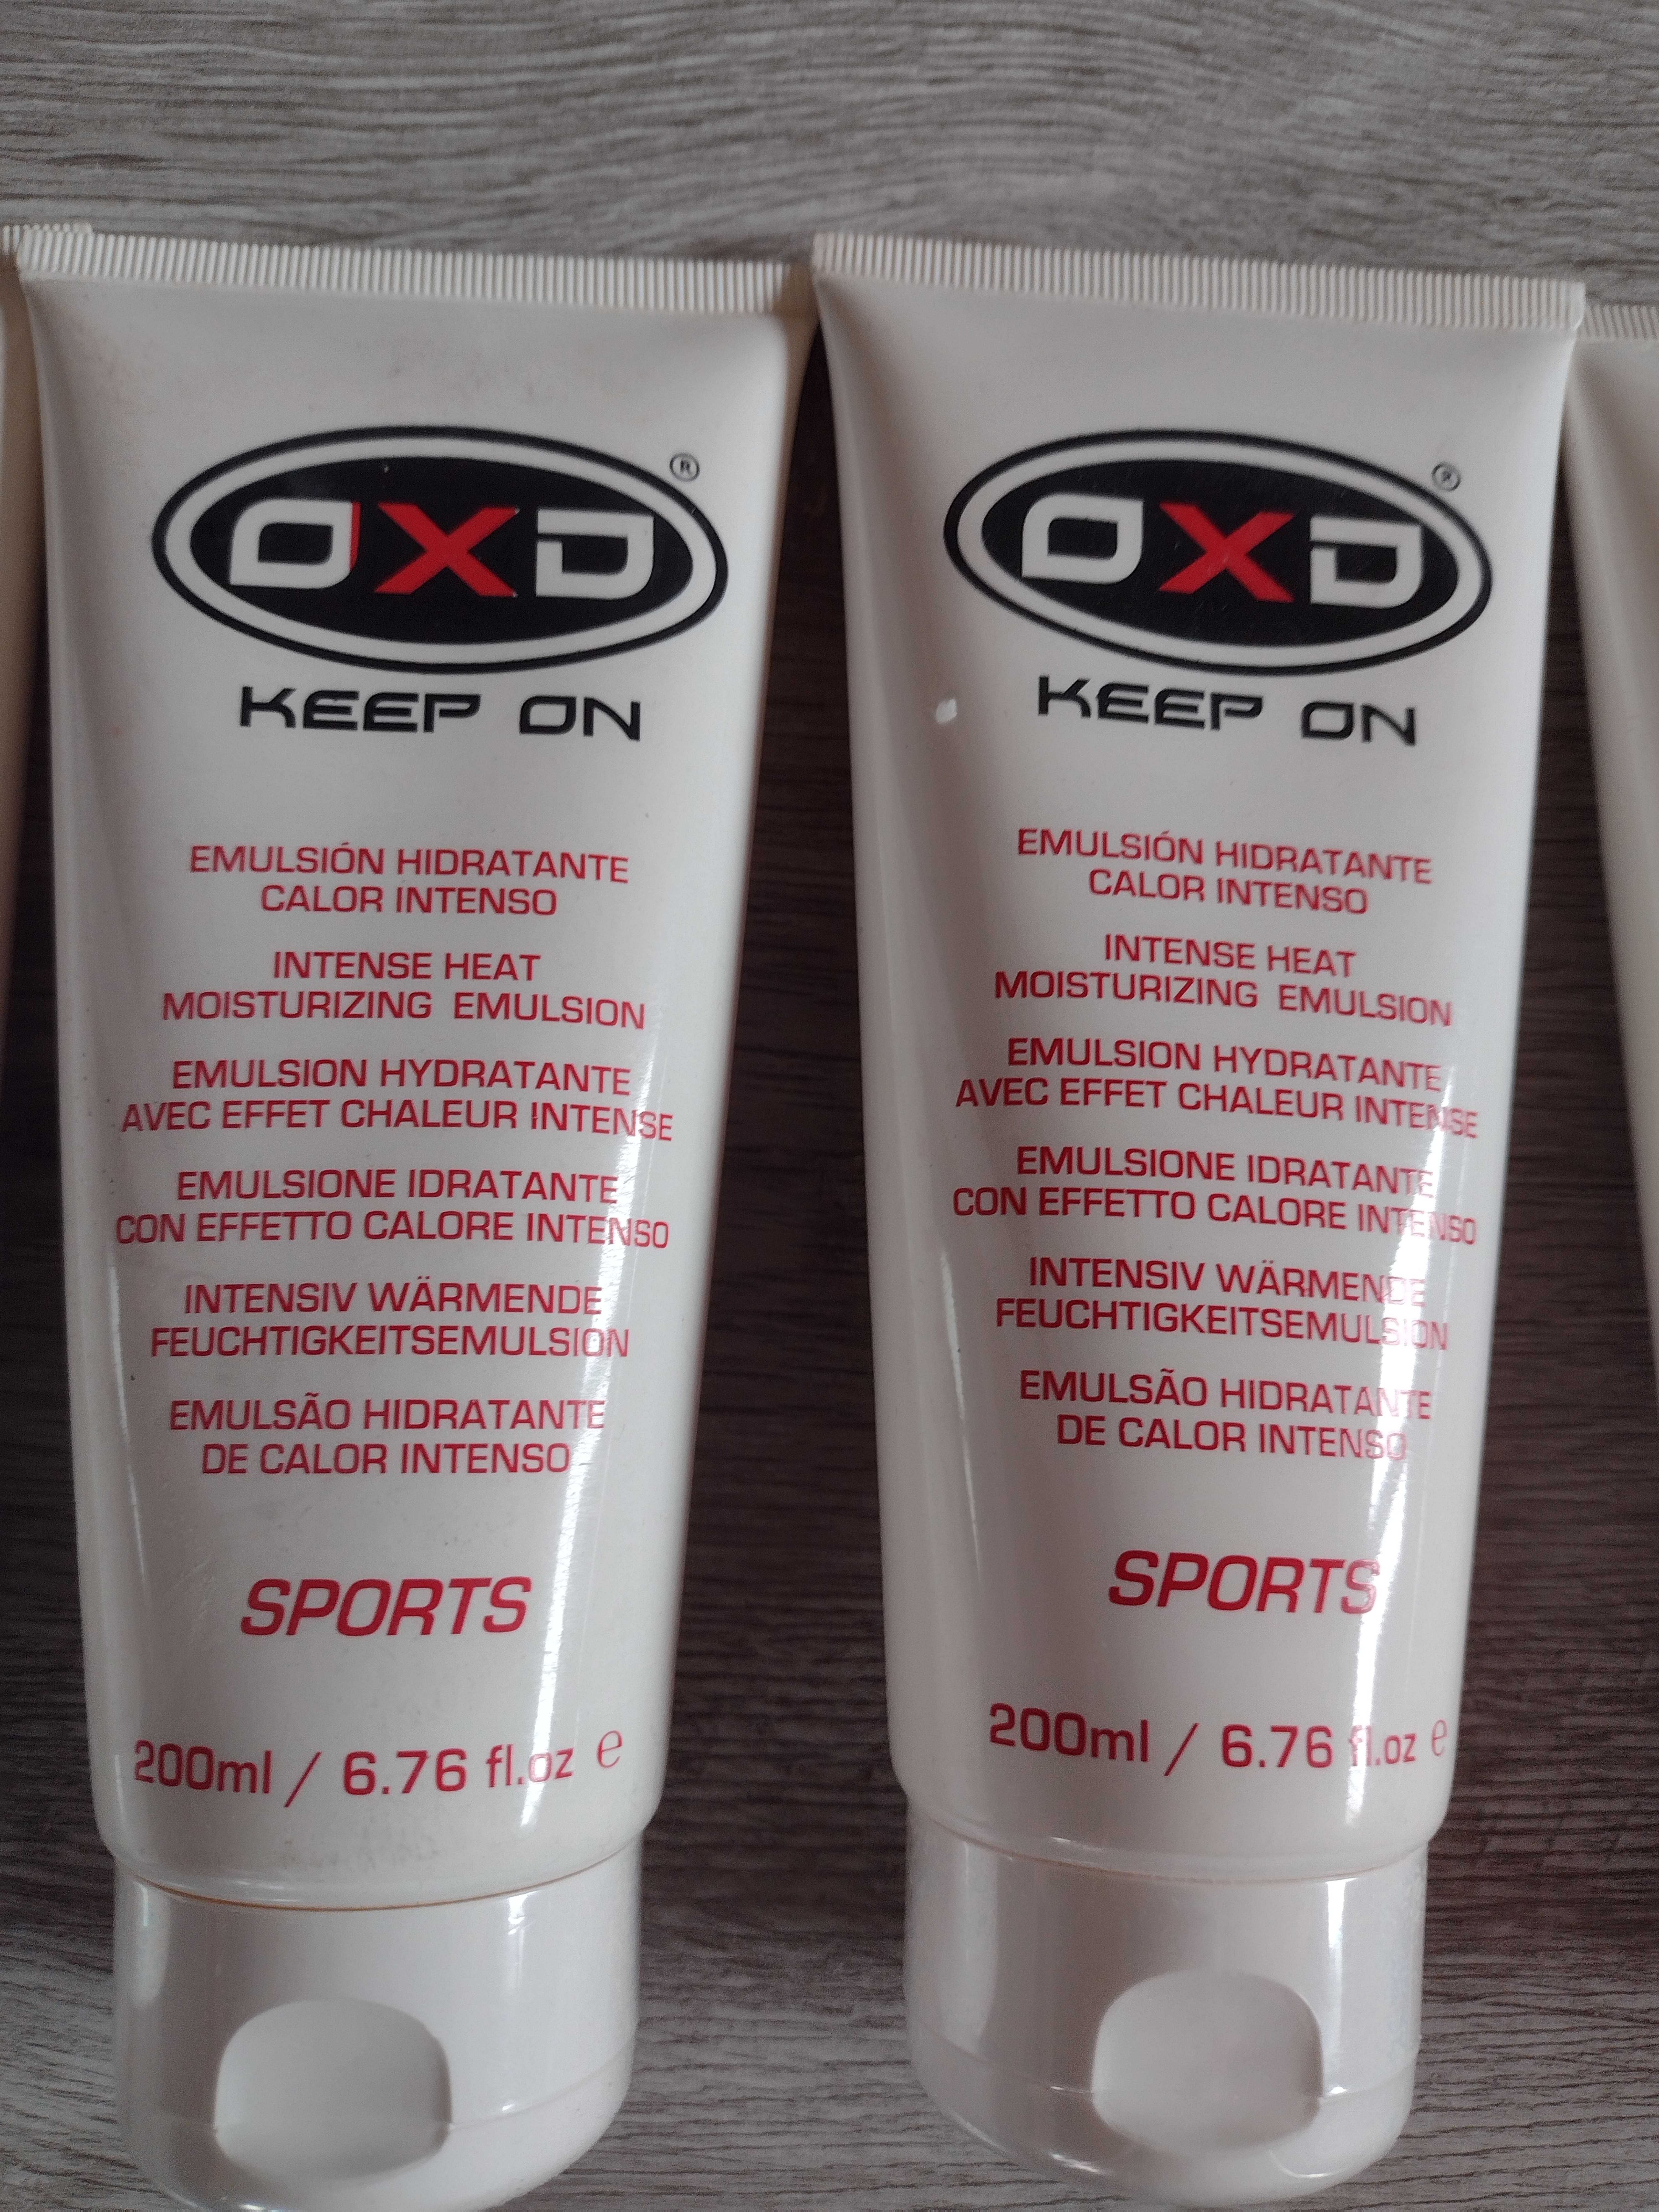 OXD ®
KEEP ON
EMULSIÓN HIDRATANTE
CALOR INTENSO
INTENSE HEAT
MOISTURIZING EMULSION
EMULSION HYDRATANTE
AVEC EFFET CHALEUR INTENSE
EMULSIONE IDRATANTE
CON EFFETTO CALORE INTENSO
INTENSIV WÄRMENDE
FEUCHTIGKEITSEMULSION
EMULSÃO HIDRATANTE
DE CALOR INTENSO
SPORTS
200ml / 6.76 fl.oz ℮
OXD ®
KEEP ON
EMULSIÓN HIDRATANTE
CALOR INTENSO
INTENSE HEAT
MOISTURIZING EMULSION
EMULSION HYDRATANTE
AVEC EFFET CHALEUR INTENSE
EMULSIONE IDRATANTE
CON EFFETTO CALORE INTENSO
INTENSIV WÄRMENDE
FEUCHTIGKEITSEMULSION
EMULSÃO HIDRATANTE
DE CALOR INTENSO
SPORTS
200ml / 6.76 fl.oz ℮